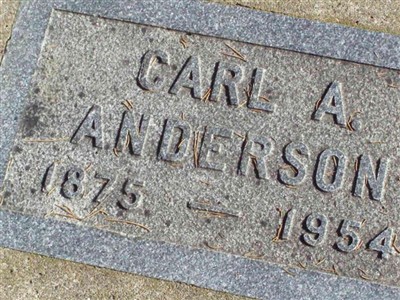 CARL A.
ANDERSON
1875 — 1954